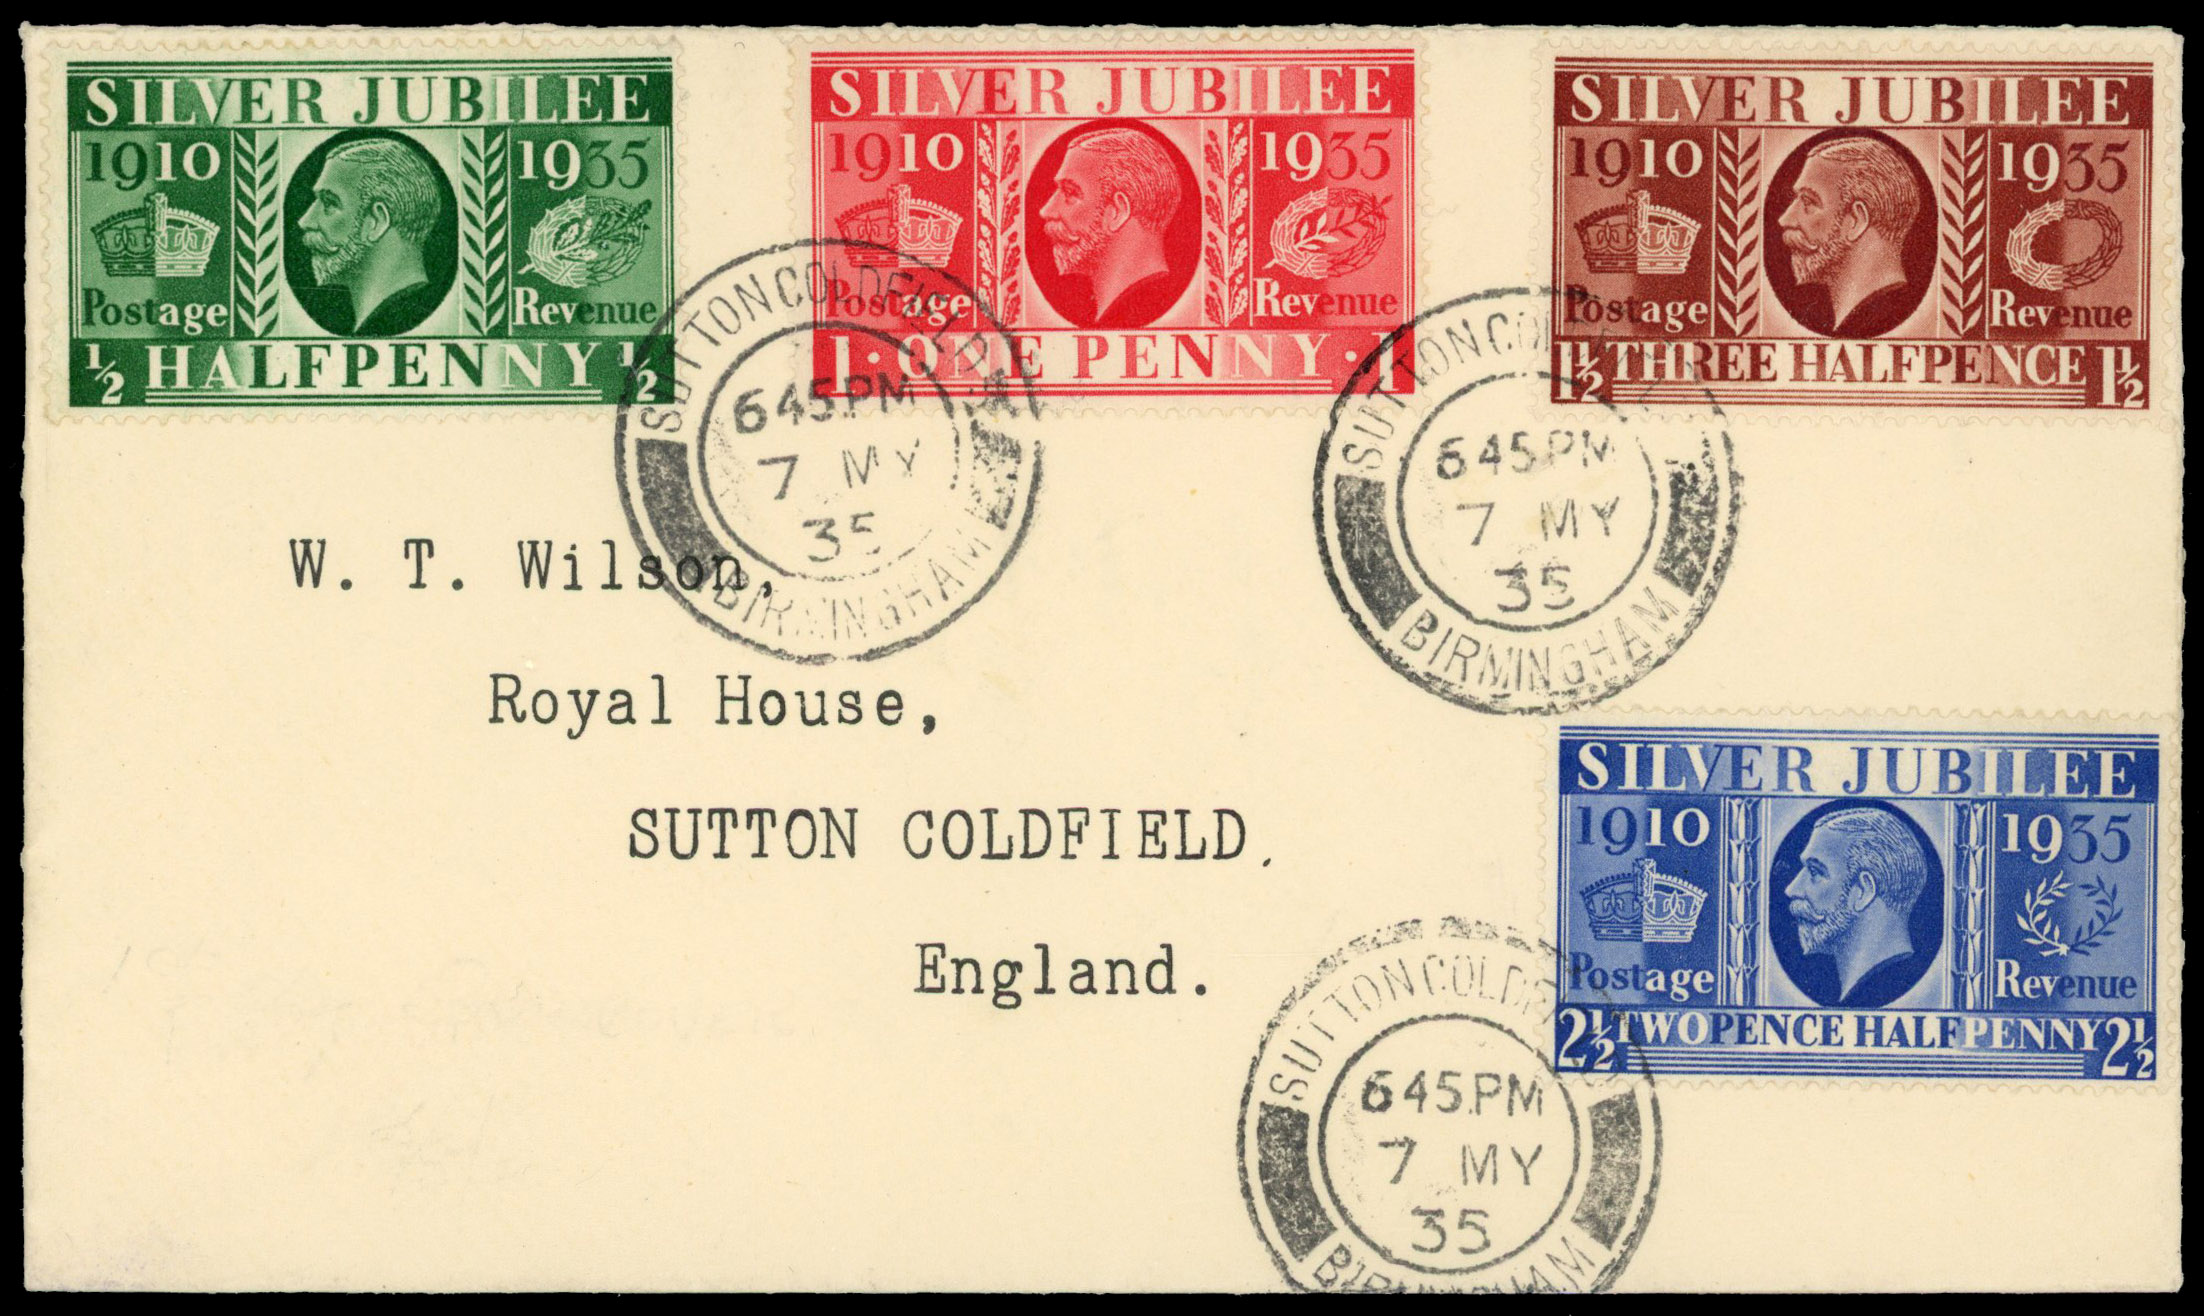 SILVER JUBILEE
1910 1935
Postage Revenue
½ HALFPENNY ½
SILVER JUBILEE
1910 1935
Postage Revenue
1 · ONE PENNY · 1
SILVER JUBILEE
1910 1935
Postage Revenue
1½ THREE HALFPENCE 1½
SUTTON COLDFIELD
6 45 PM
7 MY
35
BIRMINGHAM
SUTTON COLDFIELD
6 45 PM
7 MY
35
BIRMINGHAM
W. T. Wilson,
Royal House,
SUTTON COLDFIELD.
England.
SILVER JUBILEE
1910 1935
Postage Revenue
2½ TWOPENCE HALFPENNY 2½
SUTTON COLDFIELD
6 45 PM
7 MY
35
BIRMINGHAM